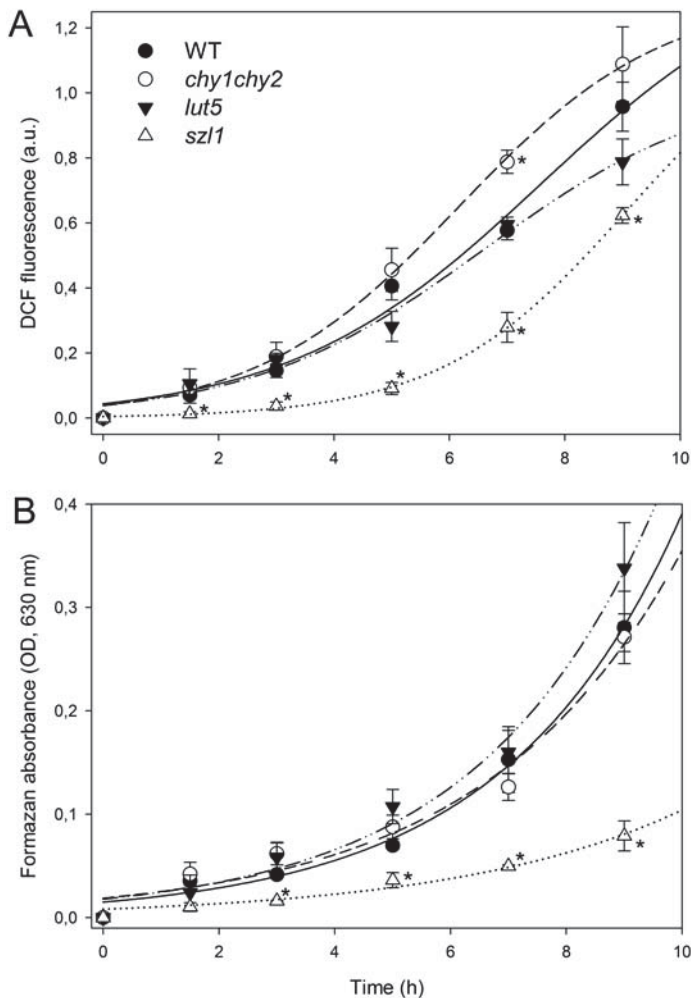 A
1,2
1,0
0,8
0,6
0,4
0,2
0,0
DCF fluorescence (a.u.)
WT
chy1chy2
lut5
szl1
*
*
*
*
*
*
0 2 4 6 8 10
B
0,4
0,3
0,2
0,1
0,0
Formazan absorbance (OD, 630 nm)
*
*
*
*
0 2 4 6 8 10
Time (h)